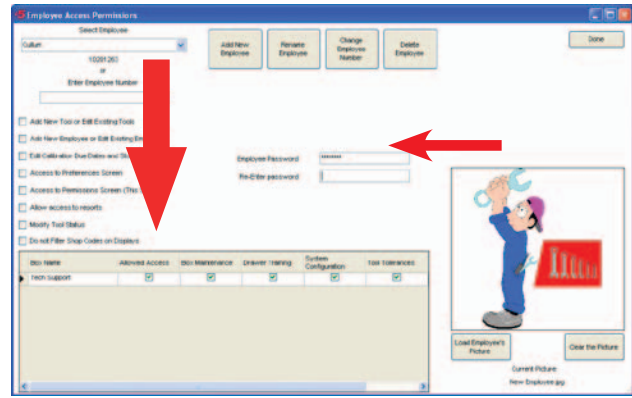 Employee Access Permissions
Select Employee
Cullum
10281263
or
Enter Employee Number
Add New Employee
Rename Employee
Change Employee Number
Delete Employee
Done
Add New Tool or Edit Existing Tools
Add New Employee or Edit Existing
Edit Calibration Due Dates and
Access to Preferences Screen
Access to Permissions Screen (This
Allow access to reports
Modify Tool Status
Do not Filter Shop Codes on Displays
Employee Password ********
Re-Enter password
Box Name Allowed Access Box Maintenance Drawer Training System Configuration Tool Tolerances
Tech Support
Load Employee's Picture
Clear the Picture
Current Picture
New Employee.jpg